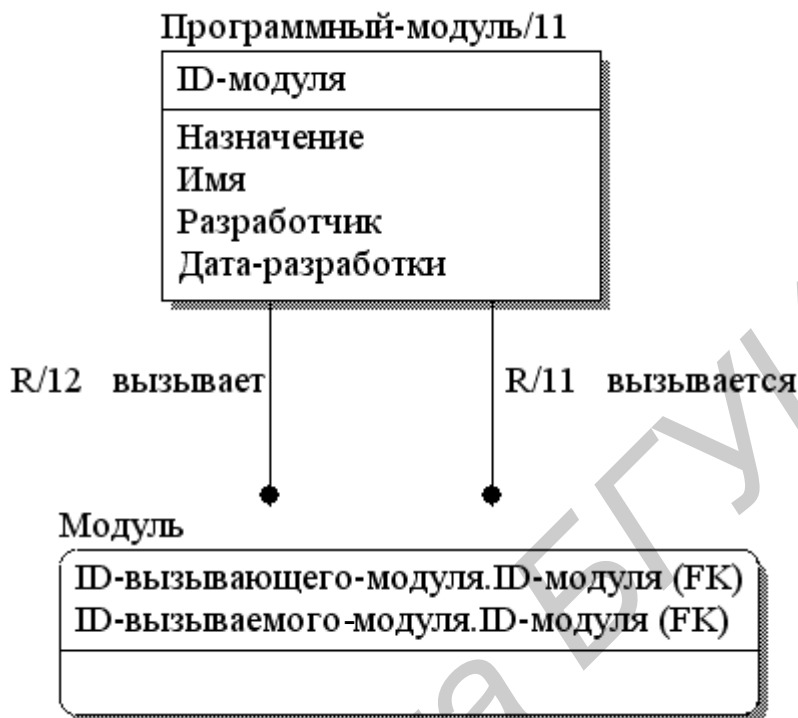 Программный-модуль/11
ID-модуля
Назначение
Имя
Разработчик
Дата-разработки
R/12 вызывает
R/11 вызывается
Модуль
ID-вызывающего-модуля.ID-модуля (FK)
ID-вызываемого-модуля.ID-модуля (FK)